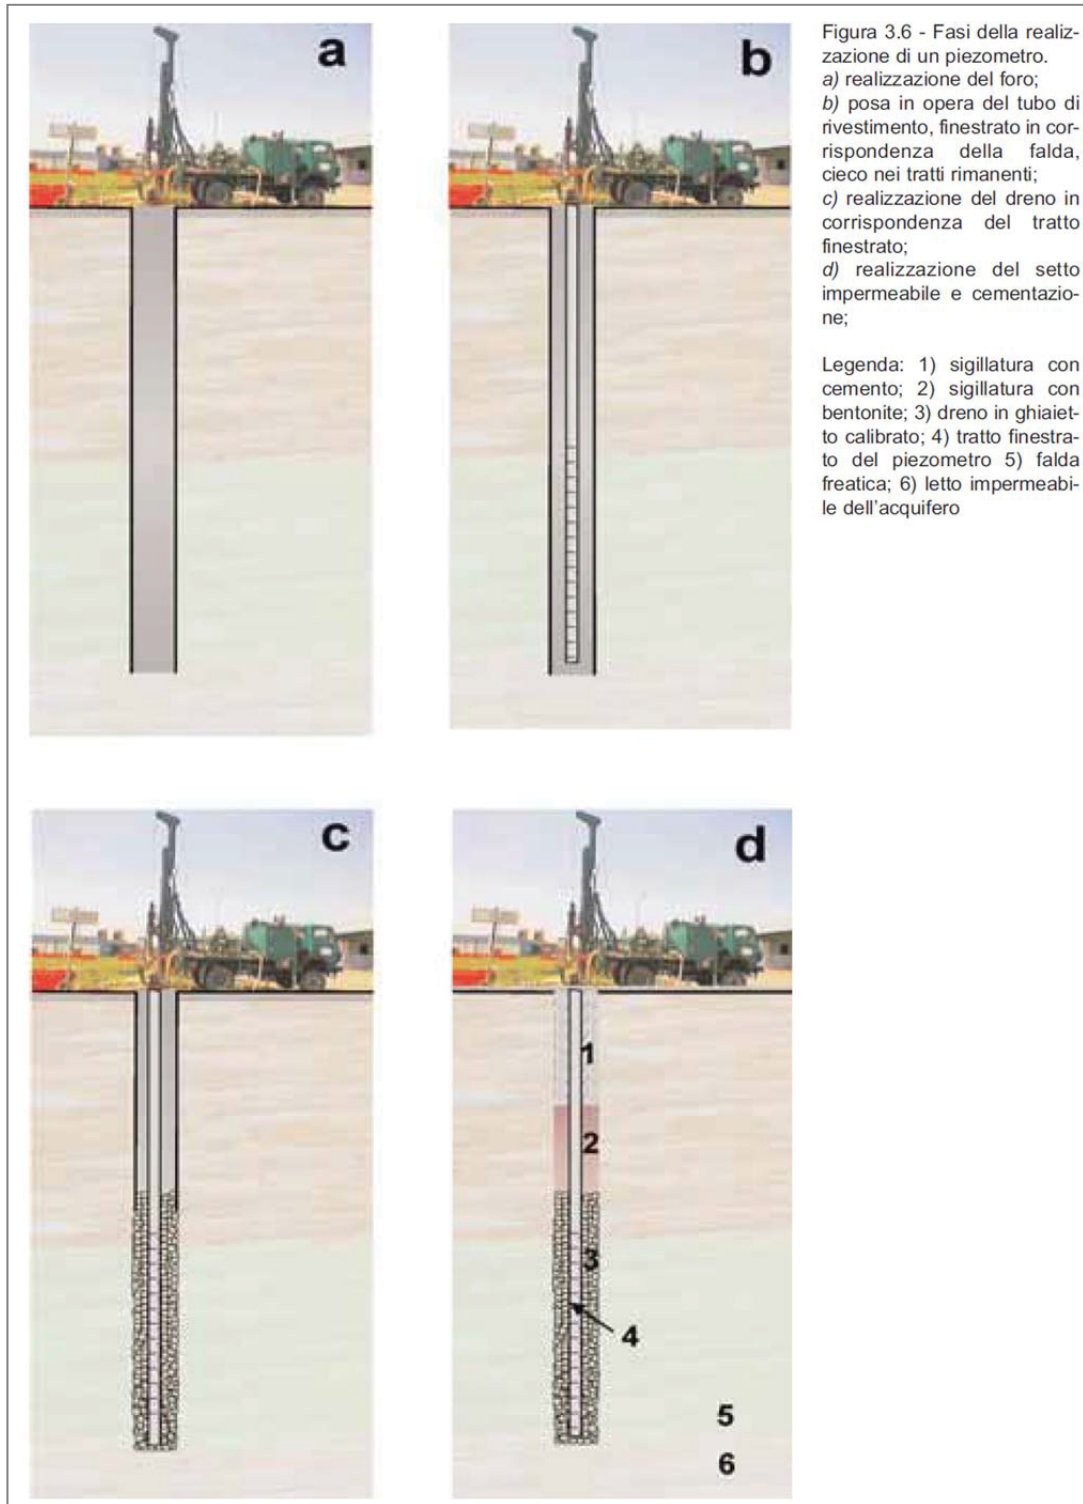 a
b
Figura 3.6 - Fasi della realiz-
zazione di un piezometro.
a) realizzazione del foro;
b) posa in opera del tubo di
rivestimento, finestrato in cor-
rispondenza della falda,
cieco nei tratti rimanenti;
c) realizzazione del dreno in
corrispondenza del tratto
finestrato;
d) realizzazione del setto
impermeabile e cementazio-
ne;
Legenda: 1) sigillatura con
cemento; 2) sigillatura con
bentonite; 3) dreno in ghiaiet-
to calibrato; 4) tratto finestra-
to del piezometro 5) falda
freatica; 6) letto impermeabi-
le dell'acquifero
c
d
1
2
3
4
5
6